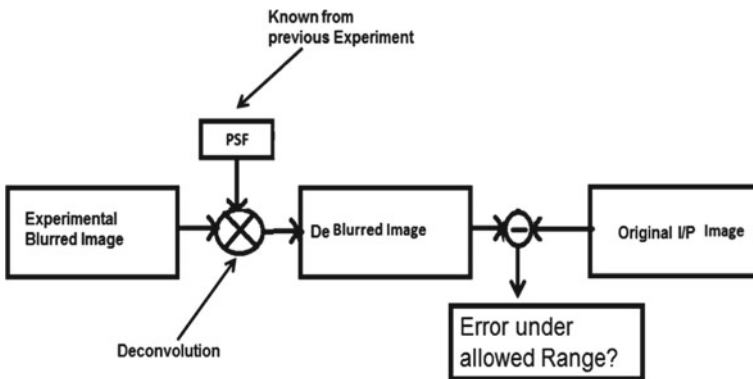 Known from
previous Experiment
PSF
Experimental
Blurred Image
De Blurred Image
-
Original I/P Image
Deconvolution
Error under
allowed Range?